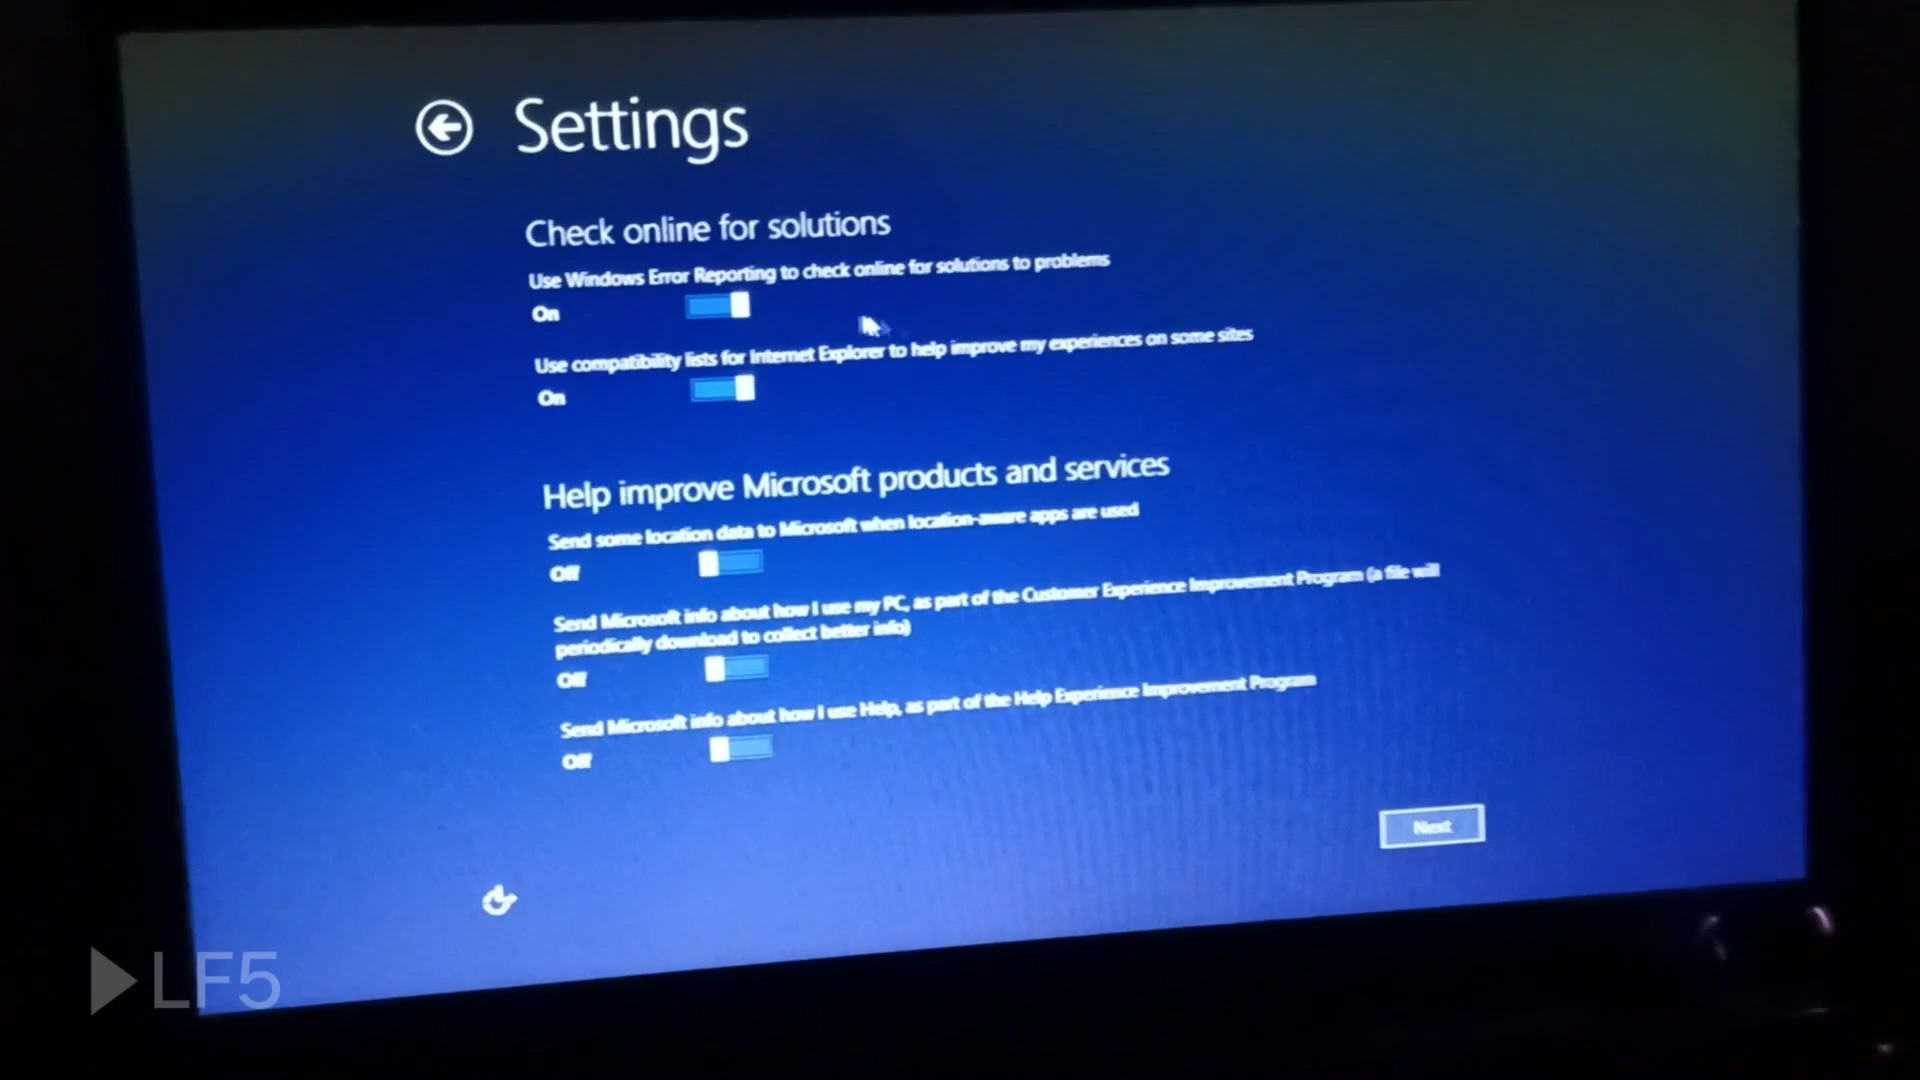 Settings
Check online for solutions
Use Windows Error Reporting to check online for solutions to problems
On
Use compatibility lists for Internet Explorer to help improve my experiences on some sites
On
Help improve Microsoft products and services
Send some location data to Microsoft when location-aware apps are used
Off
Send Microsoft info about how I use my PC, as part of the Customer Experience Improvement Program (a file will
periodically download to collect better info)
Off
Send Microsoft info about how I use Help, as part of the Help Experience Improvement Program
Off
Next
LF5